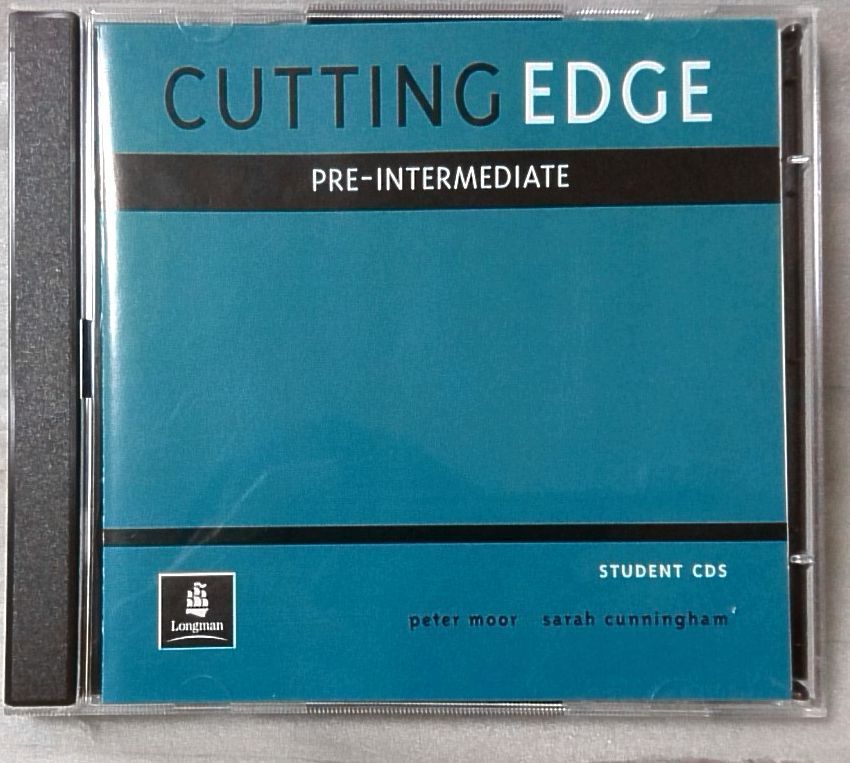 CUTTING EDGE
PRE-INTERMEDIATE
STUDENT CDS
peter moor sarah cunningham
Longman